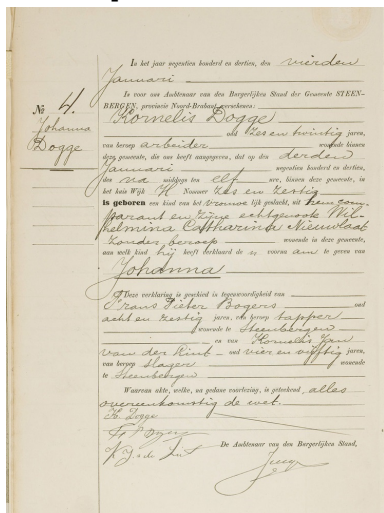 In het jaar negentien honderd en dertien, den vierden
Januari
Is voor ons Ambtenaar van den Burgerlijken Stand der Gemeente STEEN-
BERGEN, provincie Noord-Brabant verschenen:
No 4.
Johanna
Dogge
Kornelis Dogge
oud zes en twintig jaren,
van beroep arbeider wonende binnen
deze gemeente, die ons heeft aangegeven, dat op den derden
Januari negentien honderd en dertien,
des na middags ten elf ure, binnen deze gemeente, in
het huis Wijk H Nummer zes en zestig
is geboren een kind van het vrouwelijk geslacht, uit hem com-
parant en zijne echtgenoote Wil-
helmina Catharina Nieuwlaat
zonder beroep wonende in deze gemeente,
aan welk kind hij heeft verklaard de voornaam te geven van
Johanna
Deze verklaring is geschied in tegenwoordigheid van
Frans Pieter Bogers oud
acht en zestig jaren, van beroep tapper
wonende te Steenbergen
en van Kornelis Jan
van der Rint oud vier en vijftig jaren,
van beroep slager wonende
te Steenbergen
Waarvan akte, welke, na gedane voorlezing, is geteekend alles
overeenkomstig de wet.
K. Dogge
De Ambtenaar van den Burgerlijken Stand,